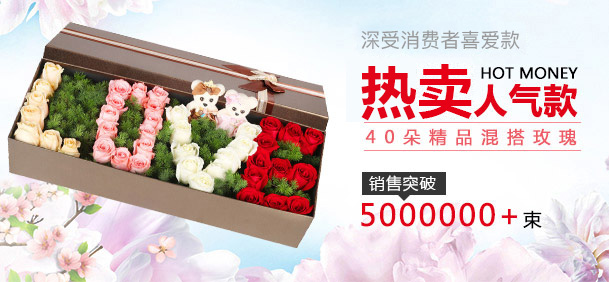 深受消费者喜爱款
热卖 HOT MONEY
人气款
40朵精品混搭玫瑰
销售突破
5000000+束